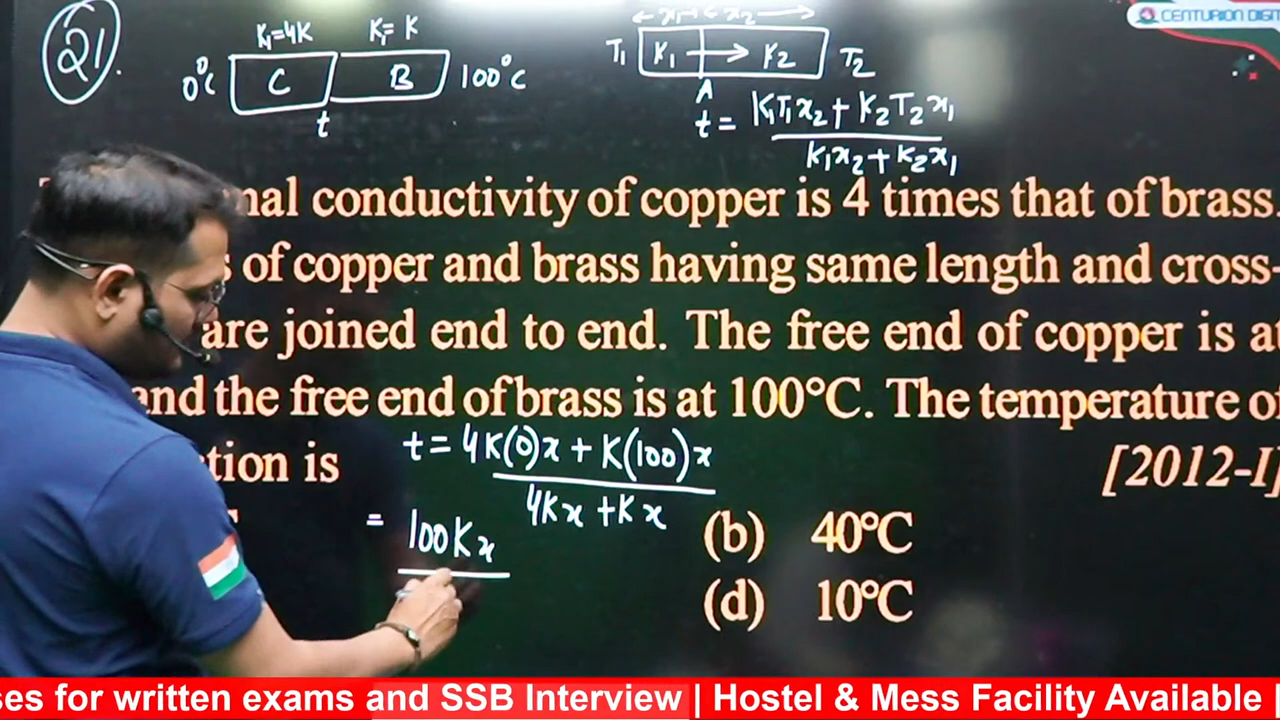 21.
K₁=4K K₂= K
0°C C B 100°C
t
x₁ x₂
T₁ K₁ → K₂ T₂
A
t = K₁T₁x₂ + K₂T₂x₁
K₁x₂ + K₂x₁
CENTURION DIGI
conductivity of copper is 4 times that of brass.
of copper and brass having same length and cross-
are joined end to end. The free end of copper is at
and the free end of brass is at 100°C. The temperature of
is [2012-I]
t = 4K(0)x + K(100)x
4Kx + Kx
= 100Kx
(b) 40°C
(d) 10°C
for written exams and SSB Interview | Hostel & Mess Facility Available |